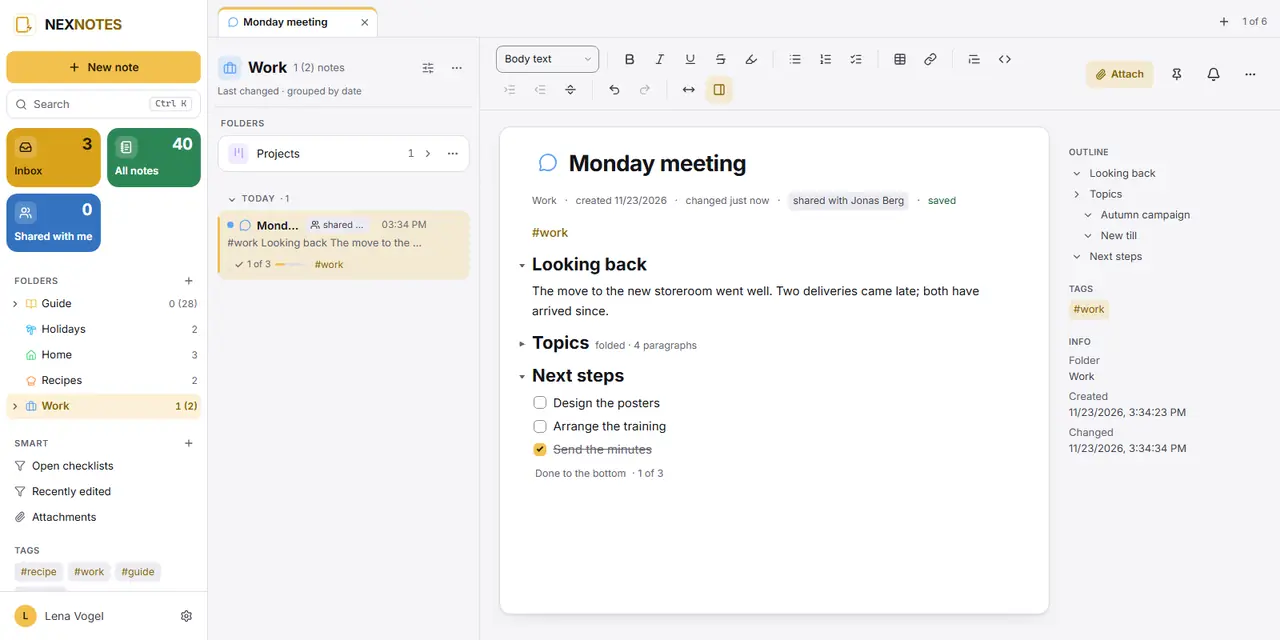 NEXNOTES
New note
Search Ctrl K
3
Inbox
40
All notes
0
Shared with me
FOLDERS
Guide 0 (28)
Holidays 2
Home 3
Recipes 2
Work 1 (2)
SMART
Open checklists
Recently edited
Attachments
TAGS
#recipe #work #guide
L Lena Vogel
Monday meeting
1 of 6
Work 1 (2) notes
Last changed · grouped by date
FOLDERS
Projects 1
TODAY · 1
Mond... shared ... 03:34 PM
#work Looking back The move to the ...
1 of 3 #work
Body text
Attach
Monday meeting
Work · created 11/23/2026 · changed just now · shared with Jonas Berg · saved
#work
Looking back
The move to the new storeroom went well. Two deliveries came late; both have
arrived since.
Topics folded · 4 paragraphs
Next steps
Design the posters
Arrange the training
Send the minutes
Done to the bottom · 1 of 3
OUTLINE
Looking back
Topics
Autumn campaign
New till
Next steps
TAGS
#work
INFO
Folder
Work
Created
11/23/2026, 3:34:23 PM
Changed
11/23/2026, 3:34:34 PM